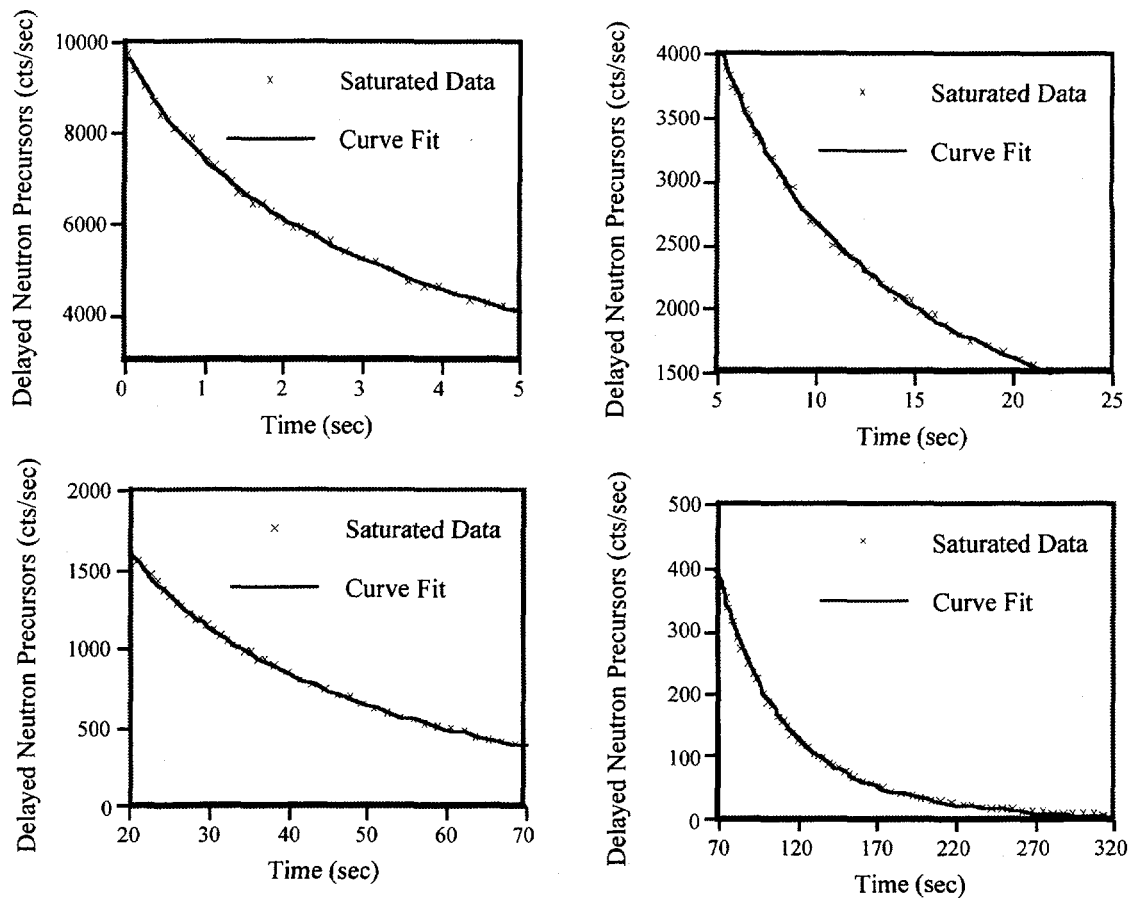 Delayed Neutron Precursors (cts/sec)
10000
8000
6000
4000
Saturated Data
Curve Fit
0 1 2 3 4 5
Time (sec)
Delayed Neutron Precursors (cts/sec)
4000
3500
3000
2500
2000
1500
Saturated Data
Curve Fit
5 10 15 20 25
Time (sec)
Delayed Neutron Precursors (cts/sec)
2000
1500
1000
500
0
Saturated Data
Curve Fit
20 30 40 50 60 70
Time (sec)
Delayed Neutron Precursors (cts/sec)
500
400
300
200
100
0
Saturated Data
Curve Fit
70 120 170 220 270 320
Time (sec)